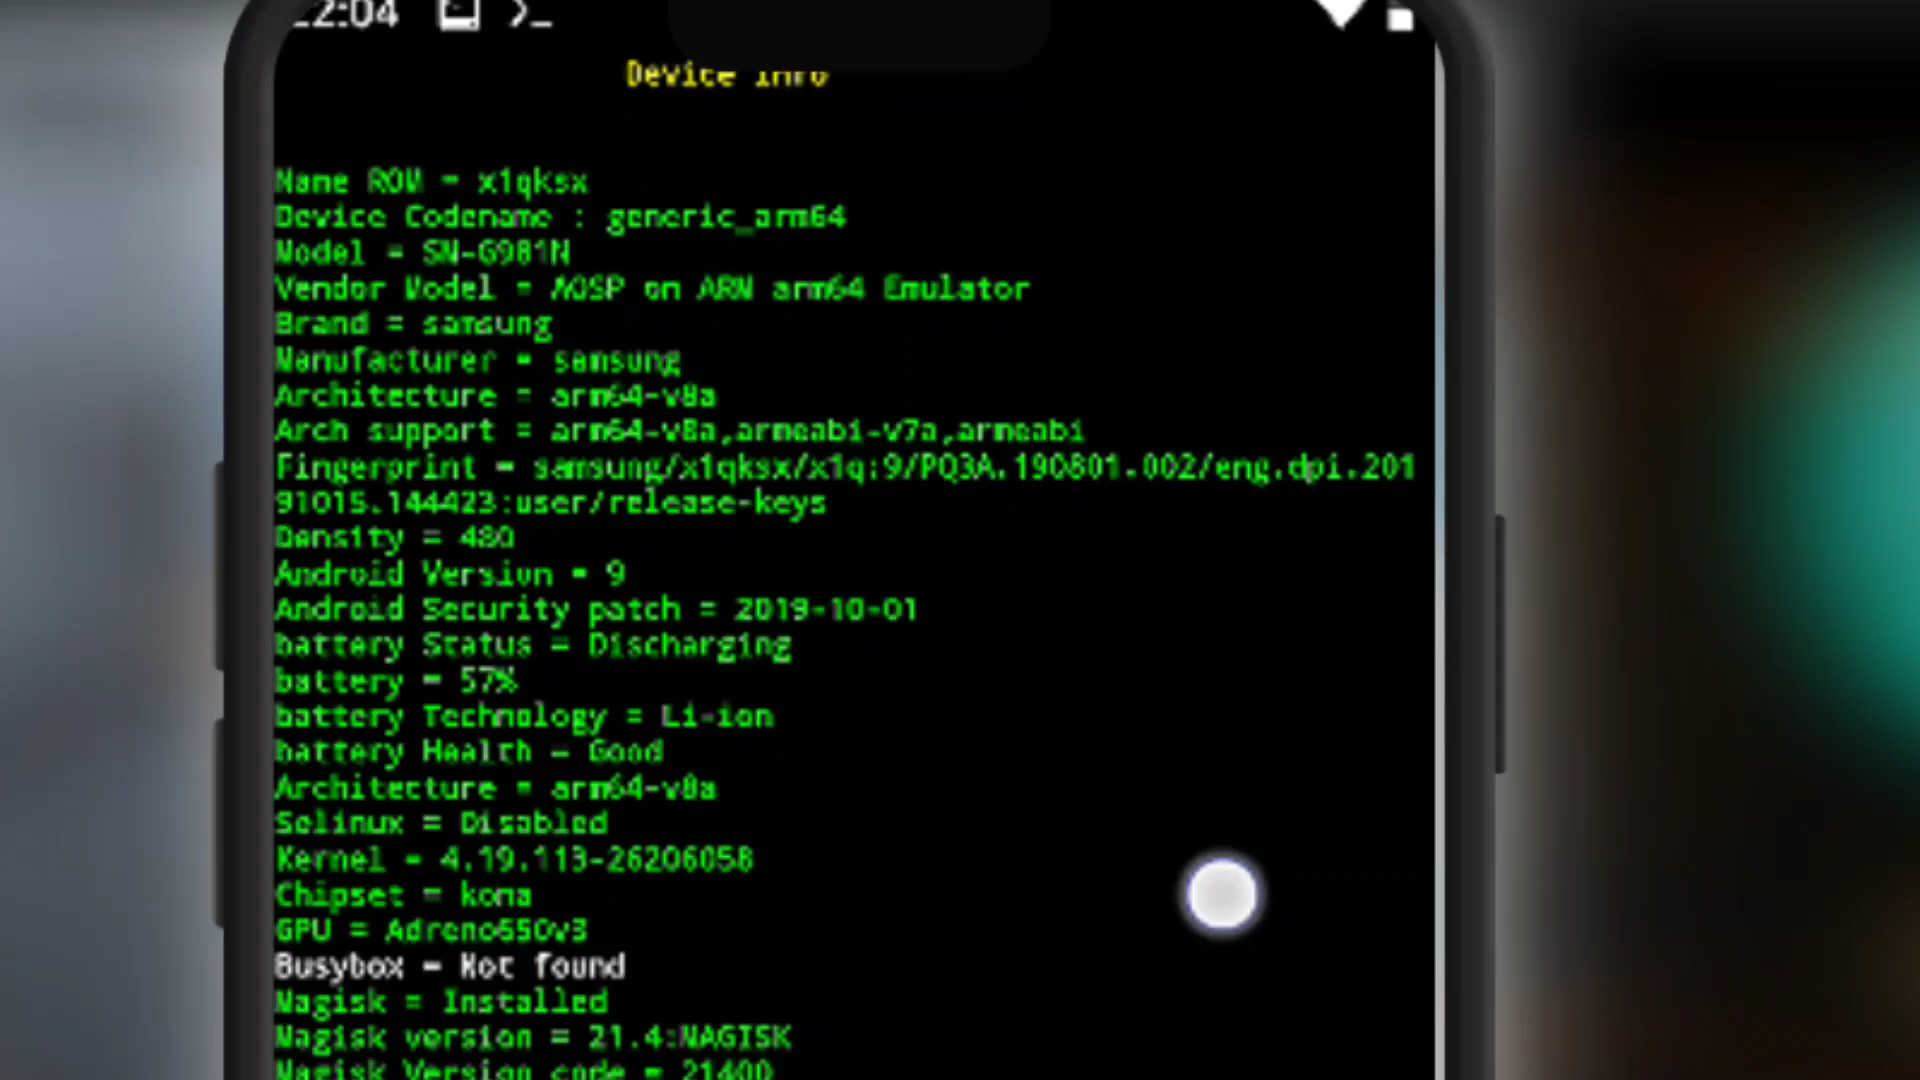 2:04 >_
Device Info
Name ROM = x1qksx
Device Codename : generic_arm64
Model = SM-G981N
Vendor Model = AOSP on ARM arm64 Emulator
Brand = samsung
Manufacturer = samsung
Architecture = arm64-v8a
Arch support = arm64-v8a,armeabi-v7a,armeabi
Fingerprint = samsung/x1qksx/x1q:9/PQ3A.190801.002/eng.dpi.201
91015.144423:user/release-keys
Density = 480
Android Version = 9
Android Security patch = 2019-10-01
battery Status = Discharging
battery = 57%
battery Technology = Li-ion
battery Health = Good
Architecture = arm64-v8a
Selinux = Disabled
Kernel = 4.19.113-26206058
Chipset = kona
GPU = Adreno650v3
Busybox = Not found
Magisk = Installed
Magisk version = 21.4:MAGISK
Magisk Version code = 21400